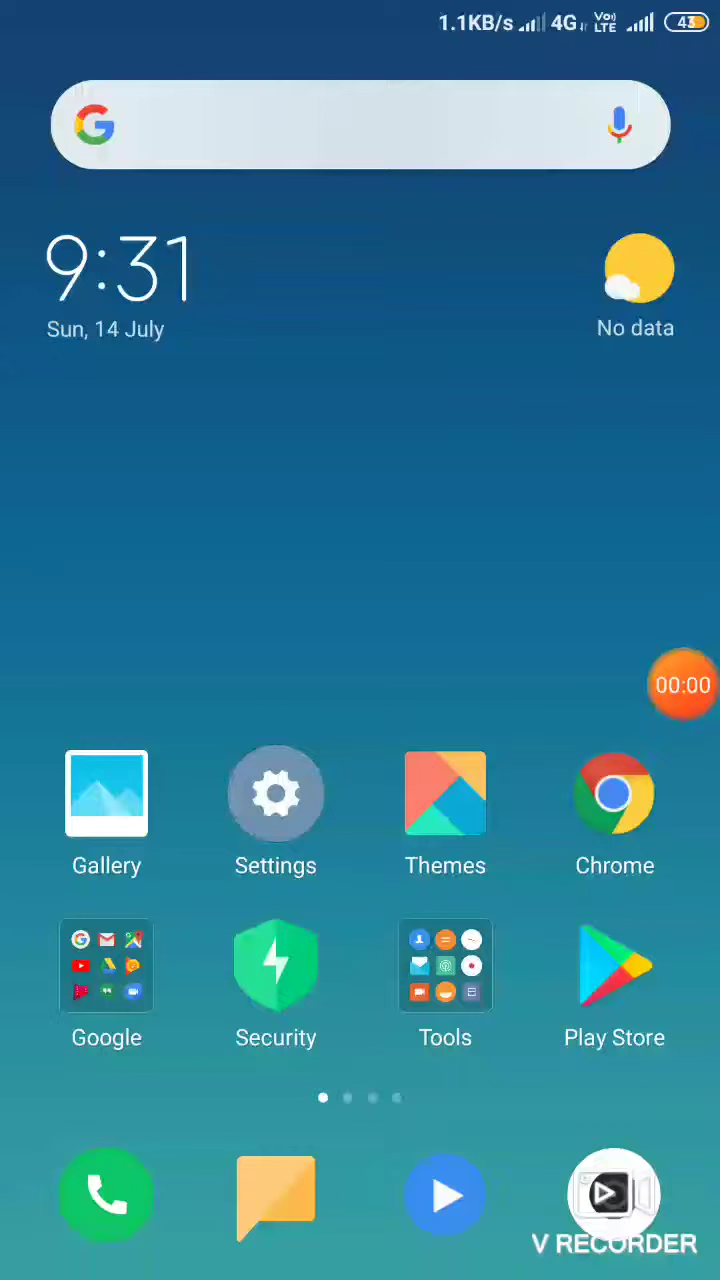 1.1KB/s 4G Vo) LTE 43
9:31
Sun, 14 July
No data
00:00
Gallery Settings Themes Chrome
Google Security Tools Play Store
V RECORDER